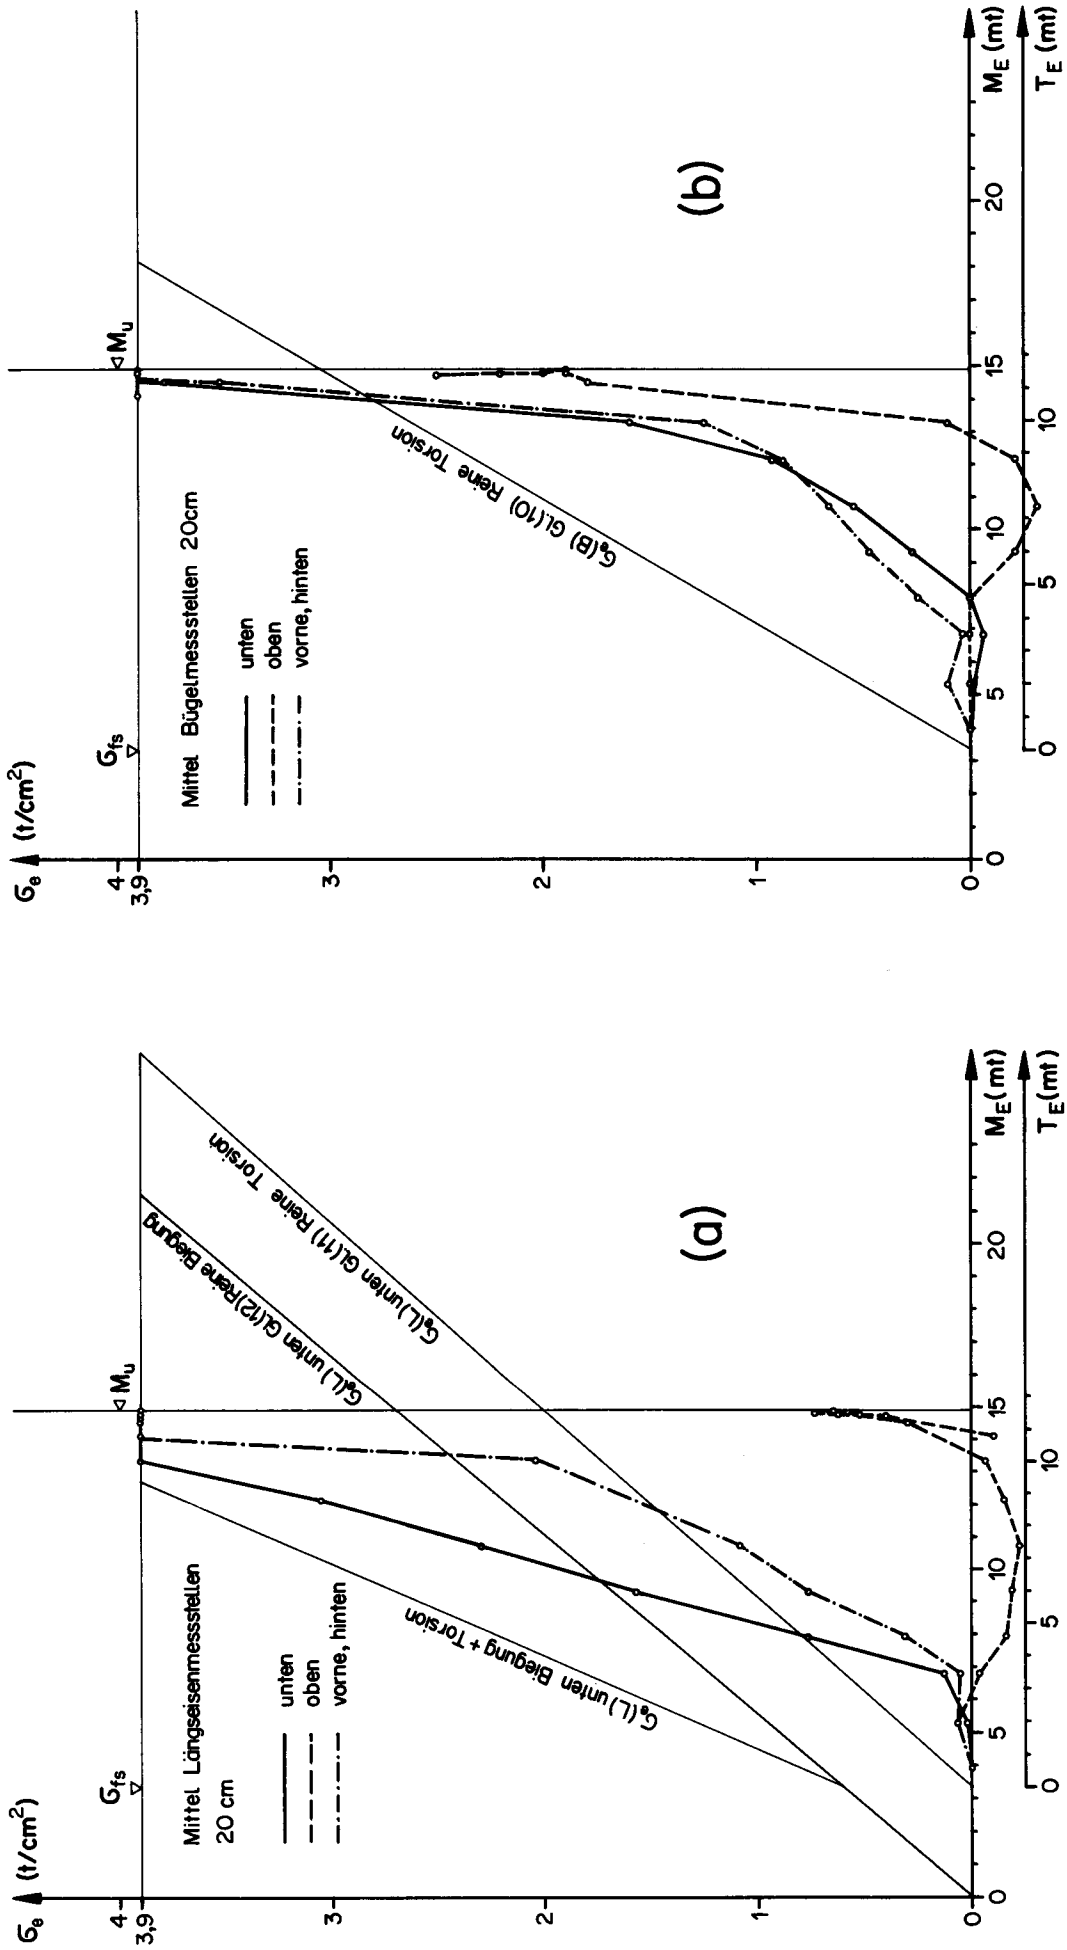 σe (t/cm²)
4
3,9
3
2
1
0
σfs
Mu
Mittel Längseisenmessstellen
20 cm
unten
oben
vorne, hinten
σe(L) unten Biegung + Torsion
σe(L) unten GL(12) Reine Biegung
σe(L) unten GL(11) Reine Torsion
(a)
0 5 10 15 20 ME (mt)
0 5 10 TE (mt)
σe (t/cm²)
4
3,9
3
2
1
0
σfs
Mu
Mittel Bügelmessstellen 20cm
unten
oben
vorne, hinten
σe(B) GL(10) Reine Torsion
(b)
0 5 10 15 20 ME (mt)
0 5 10 TE (mt)